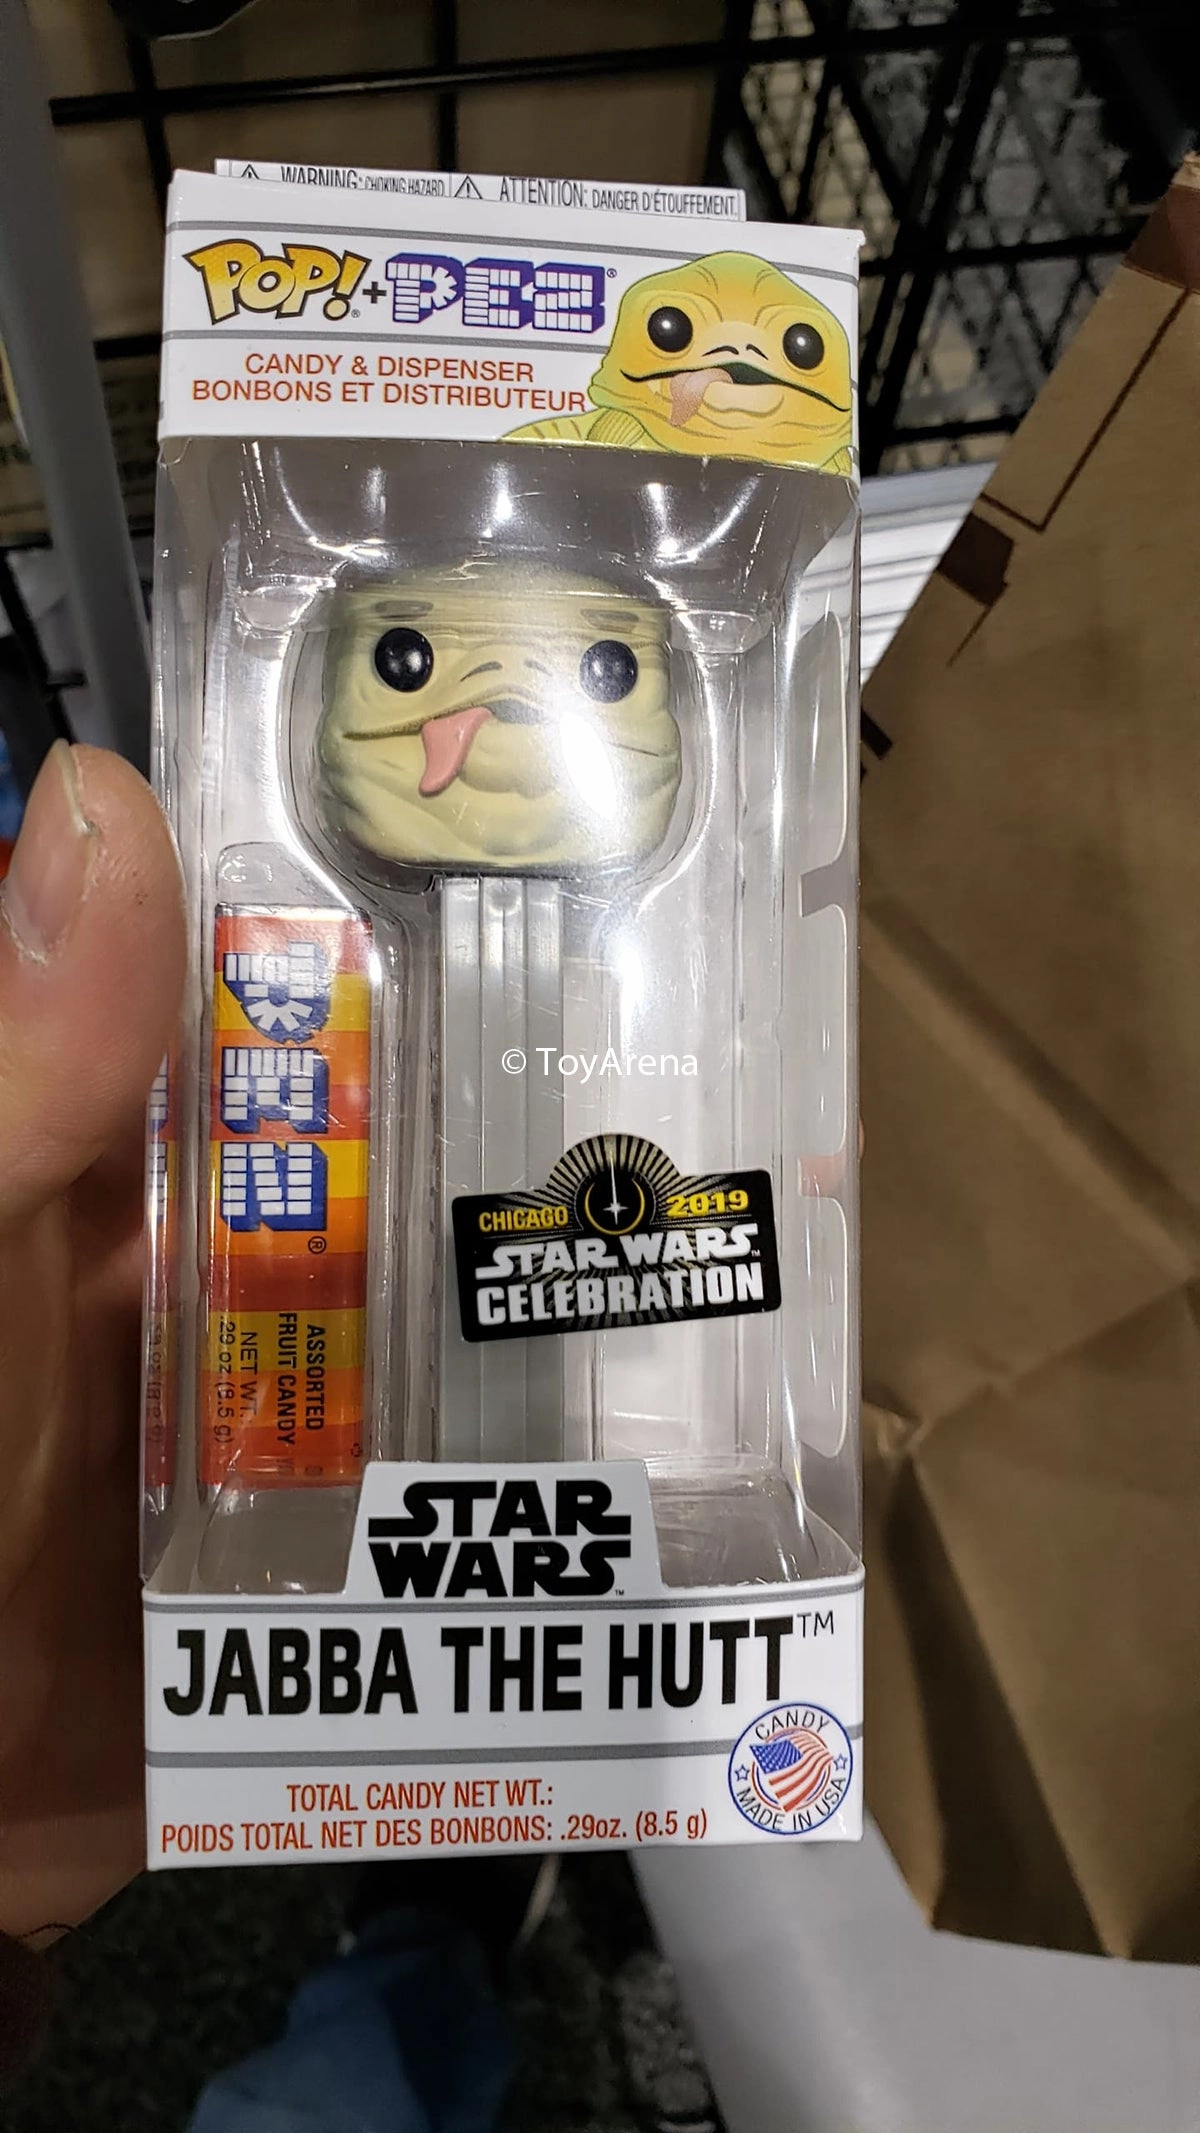 WARNING: CHOKING HAZARD ATTENTION: DANGER D'ÉTOUFFEMENT.
POP!® + PEZ®
CANDY & DISPENSER
BONBONS ET DISTRIBUTEUR
PEZ®
ASSORTED
FRUIT CANDY
NET WT.
.29 oz (8.5 g)
© ToyArena
CHICAGO 2019
STAR WARS™
CELEBRATION
STAR
WARS™
JABBA THE HUTT™
CANDY
MADE IN USA
TOTAL CANDY NET WT.:
POIDS TOTAL NET DES BONBONS: .29oz. (8.5 g)